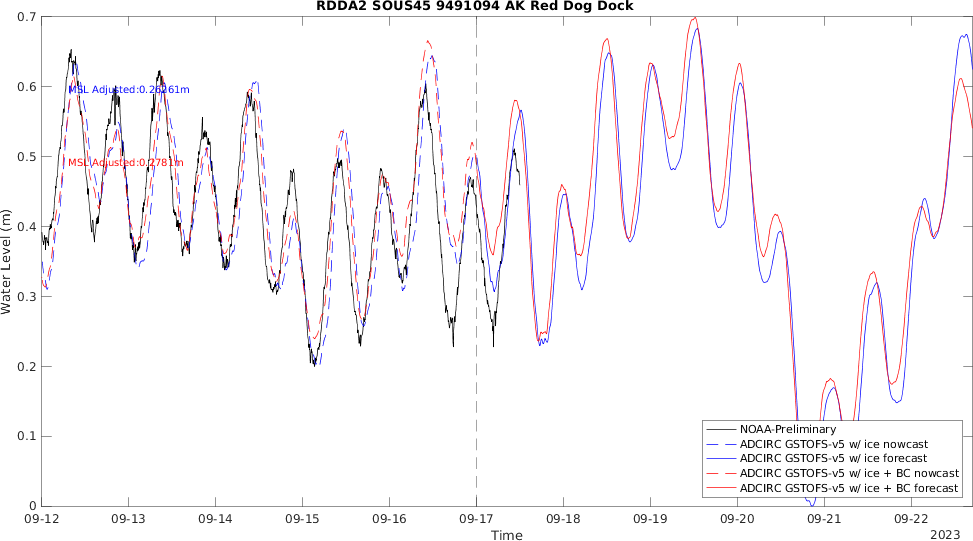 RDDA2 SOUS45 9491094 AK Red Dog Dock
0.7
0.6
0.5
0.4
0.3
0.2
0.1
0
Water Level (m)
MSL Adjusted:0.26261m
MSL Adjusted:0.2781m
NOAA-Preliminary
ADCIRC GSTOFS-v5 w/ ice nowcast
ADCIRC GSTOFS-v5 w/ ice forecast
ADCIRC GSTOFS-v5 w/ ice + BC nowcast
ADCIRC GSTOFS-v5 w/ ice + BC forecast
09-12 09-13 09-14 09-15 09-16 09-17 09-18 09-19 09-20 09-21 09-22
Time
2023